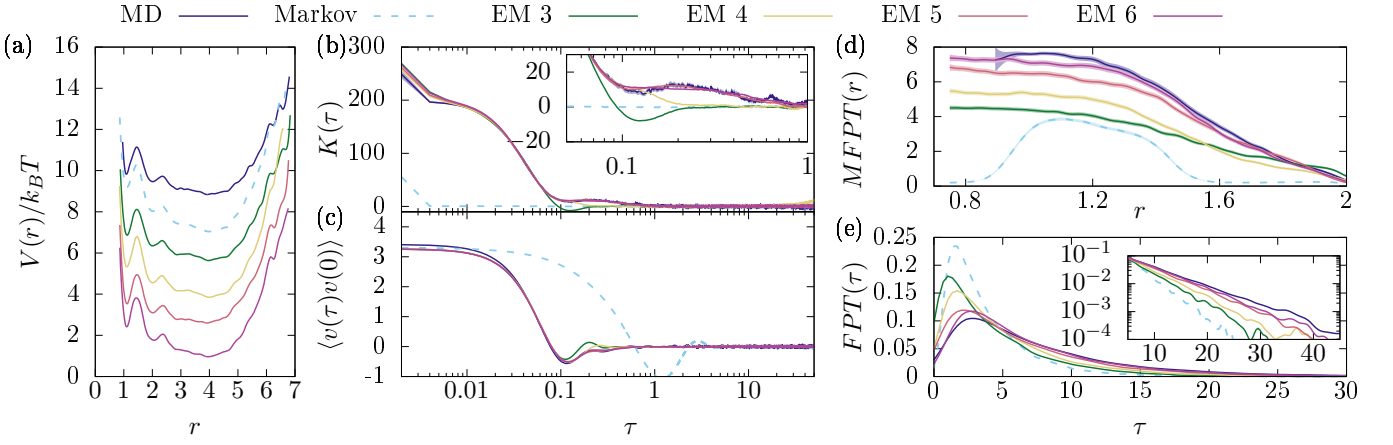 MD Markov EM 3 EM 4 EM 5 EM 6
(a)
16
14
12
10
8
6
4
2
0
V(r)/k_BT
0 1 2 3 4 5 6 7
r
(b)
300
200
100
0
K(τ)
20
0
-20
0.1 1
(c)
4
3
2
1
0
-1
⟨v(τ)v(0)⟩
0.01 0.1 1 10
τ
(d)
8
6
4
2
0
MFPT(r)
0.8 1.2 1.6 2
r
(e)
0.25
0.2
0.15
0.1
0.05
0
FPT(τ)
0 5 10 15 20 25 30
τ
10⁻¹
10⁻²
10⁻³
10⁻⁴
10 20 30 40